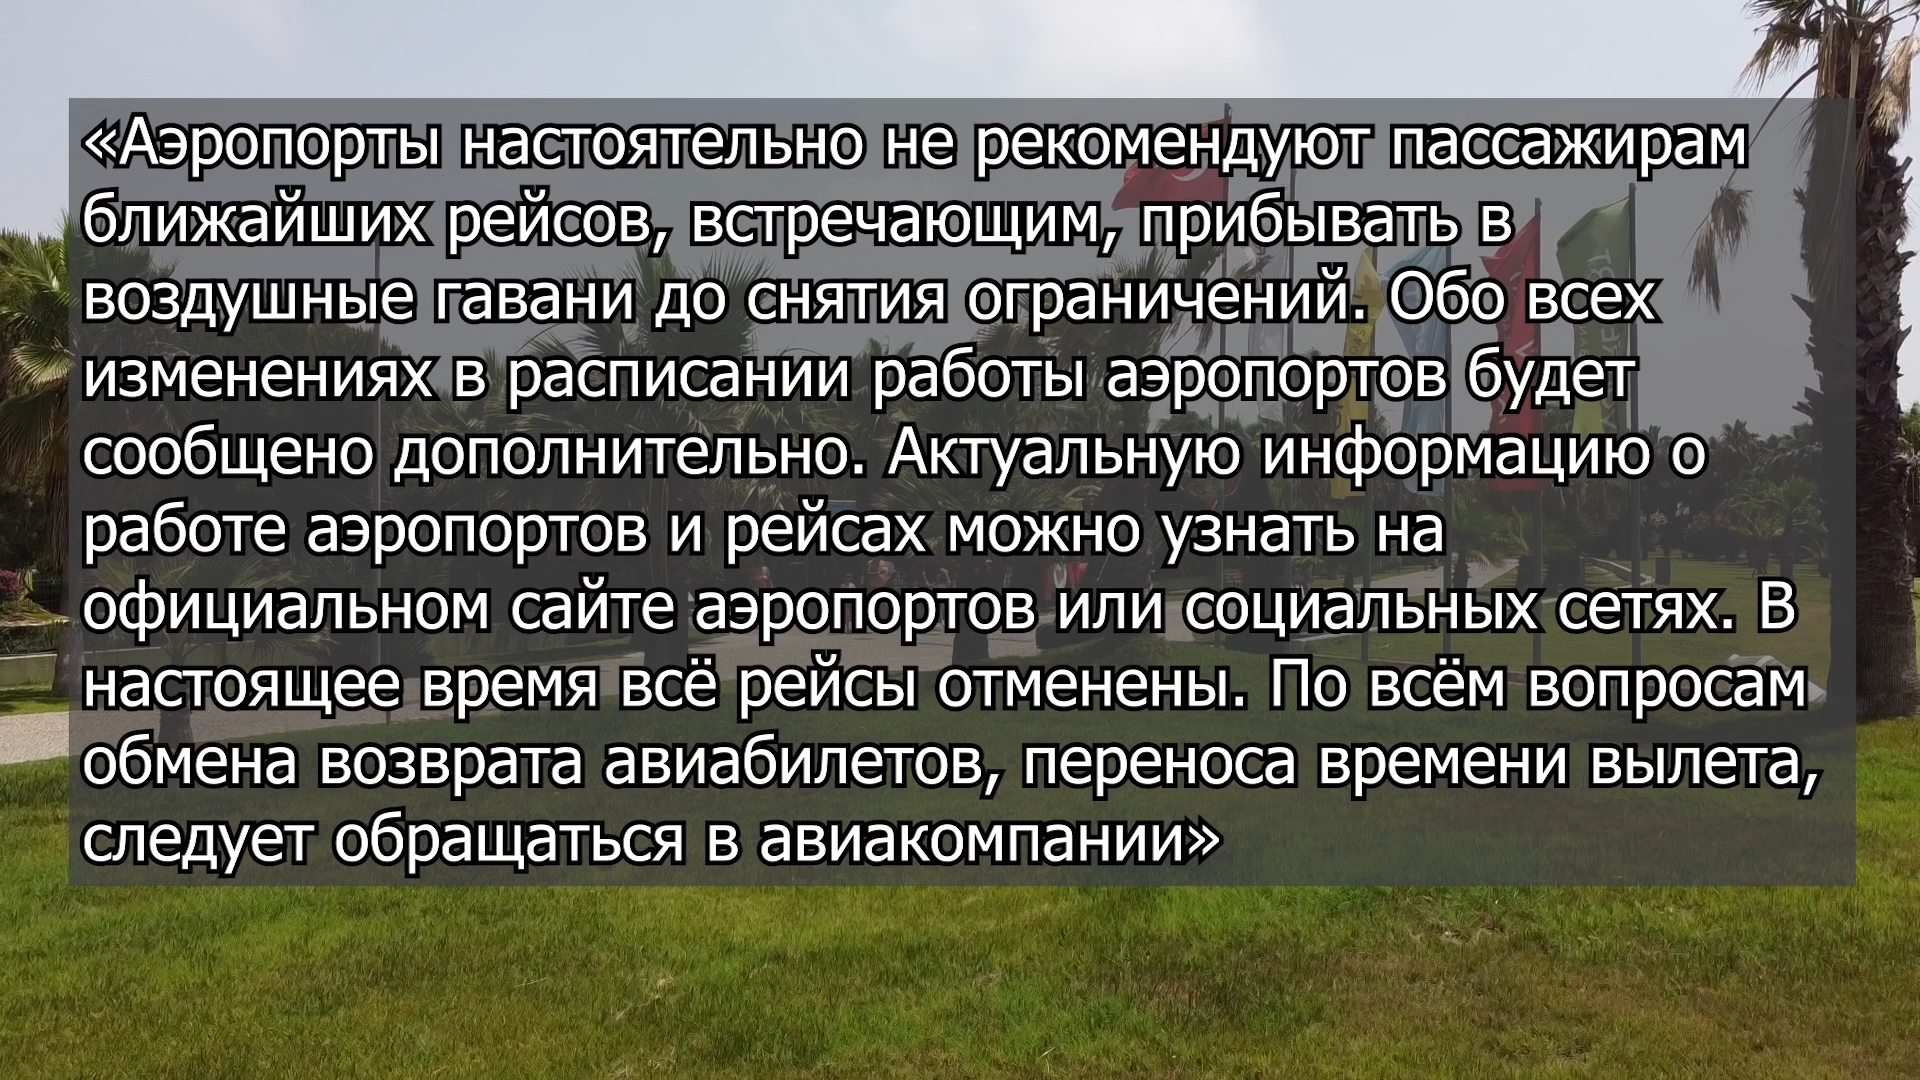 «Аэропорты настоятельно не рекомендуют пассажирам
ближайших рейсов, встречающим, прибывать в
воздушные гавани до снятия ограничений. Обо всех
изменениях в расписании работы аэропортов будет
сообщено дополнительно. Актуальную информацию о
работе аэропортов и рейсах можно узнать на
официальном сайте аэропортов или социальных сетях. В
настоящее время всё рейсы отменены. По всём вопросам
обмена возврата авиабилетов, переноса времени вылета,
следует обращаться в авиакомпании»